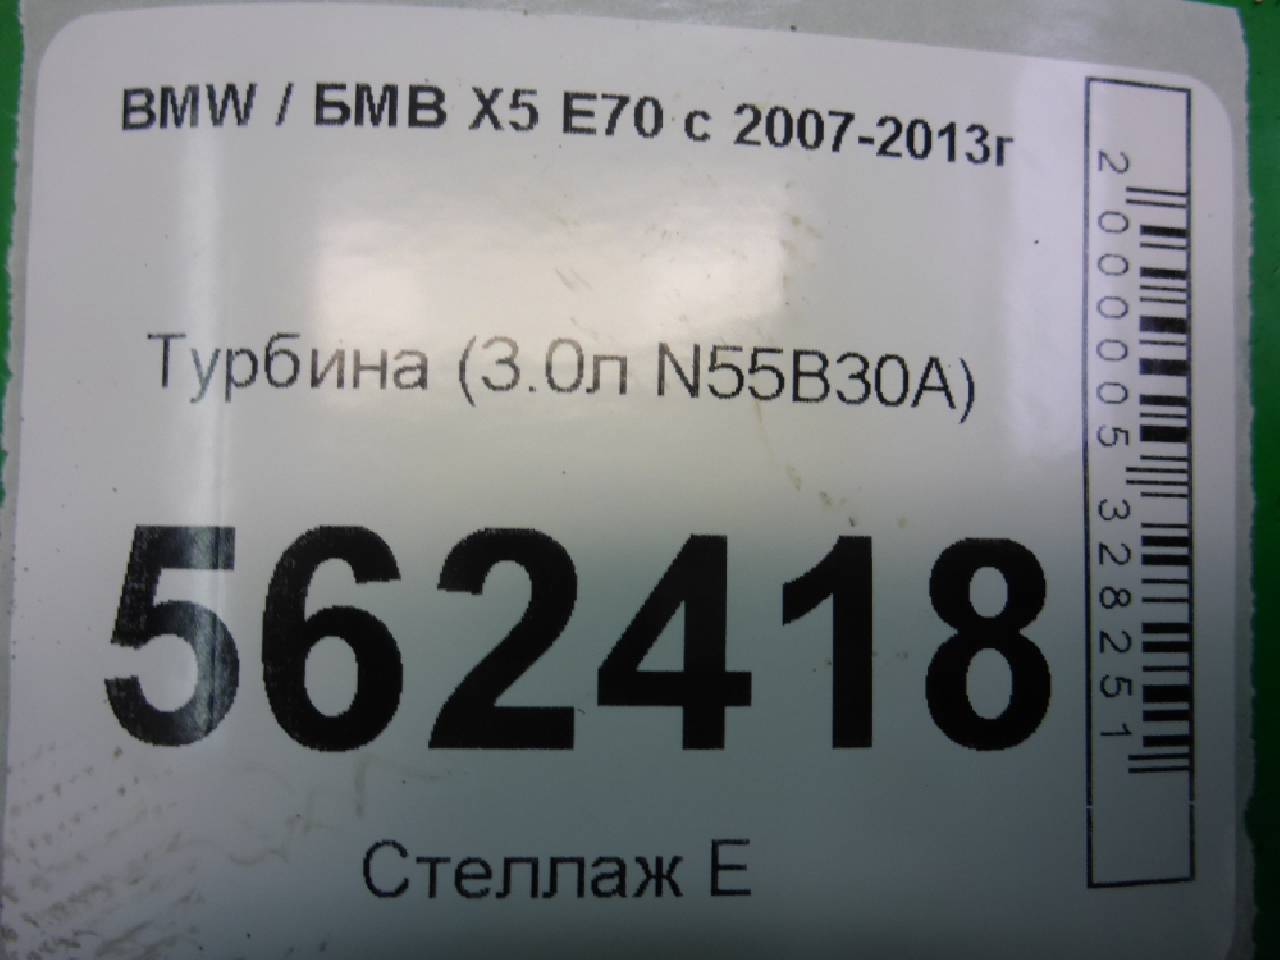 BMW / БМВ X5 E70 с 2007-2013г
Турбина (3.0л N55B30A)
562418
Стеллаж Е
2000005328251